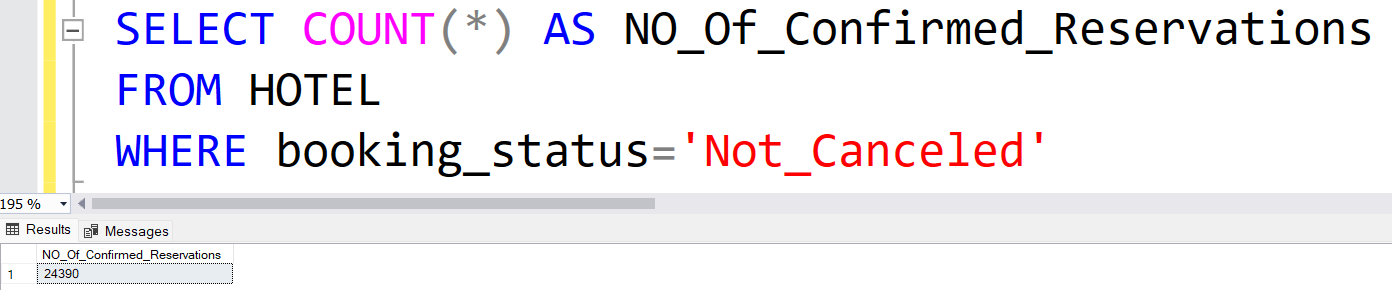 SELECT COUNT(*) AS NO_Of_Confirmed_Reservations
FROM HOTEL
WHERE booking_status='Not_Canceled'
195 %
Results Messages
NO_Of_Confirmed_Reservations
1 24390